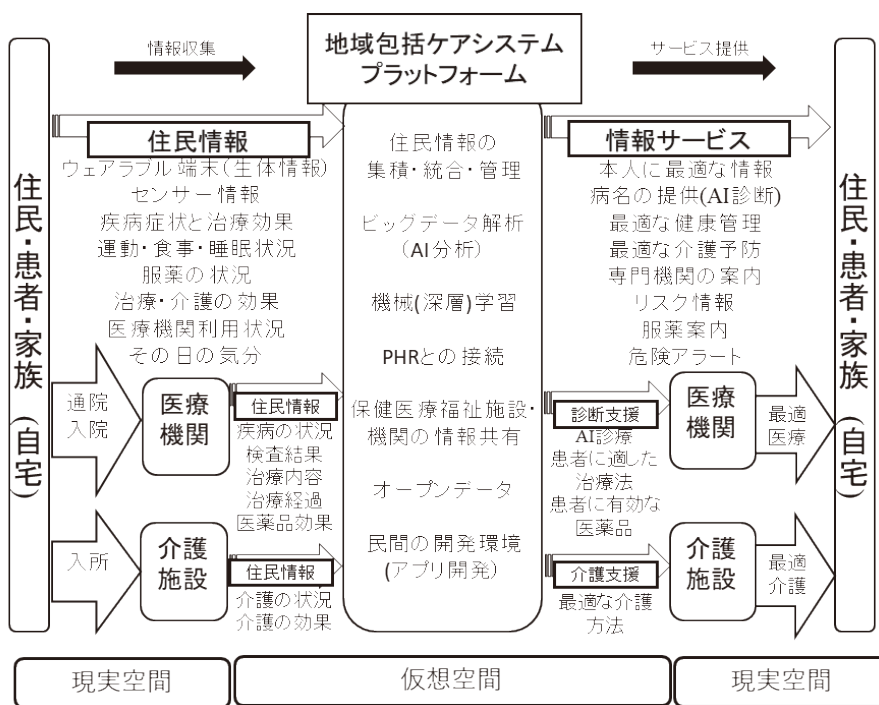 情報収集
地域包括ケアシステム
プラットフォーム
サービス提供
住民・患者・家族(自宅)
住民情報
ウェアラブル端末(生体情報)
センサー情報
疾病症状と治療効果
運動・食事・睡眠状況
服薬の状況
治療・介護の効果
医療機関利用状況
その日の気分
通院
入院
医療
機関
住民情報
疾病の状況
検査結果
治療内容
治療経過
医薬品効果
入所
介護
施設
住民情報
介護の状況
介護の効果
住民情報の
集積・統合・管理
ビッグデータ解析
(AI分析)
機械(深層)学習
PHRとの接続
保健医療福祉施設・
機関の情報共有
オープンデータ
民間の開発環境
(アプリ開発)
情報サービス
本人に最適な情報
病名の提供(AI診断)
最適な健康管理
最適な介護予防
専門機関の案内
リスク情報
服薬案内
危険アラート
診断支援
AI診療
患者に適した
治療法
患者に有効な
医薬品
医療
機関
最適
医療
介護支援
最適な介護
方法
介護
施設
最適
介護
住民・患者・家族(自宅)
現実空間
仮想空間
現実空間